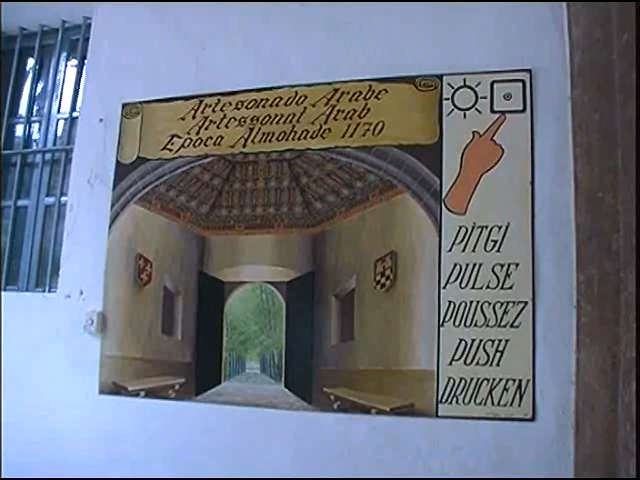 Artesonado Arabe
Artessonat Arab
Epoca Almohade 1170
PITGI
PULSE
POUSSEZ
PUSH
DRUCKEN